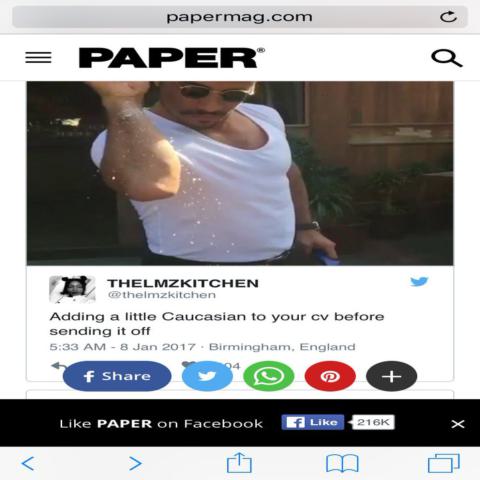 papermag.com
PAPER®
THELMZKITCHEN
@thelmzkitchen
Adding a little Caucasian to your cv before
sending it off
5:33 AM - 8 Jan 2017 · Birmingham, England
04
f Share
Like PAPER on Facebook
f Like
216K